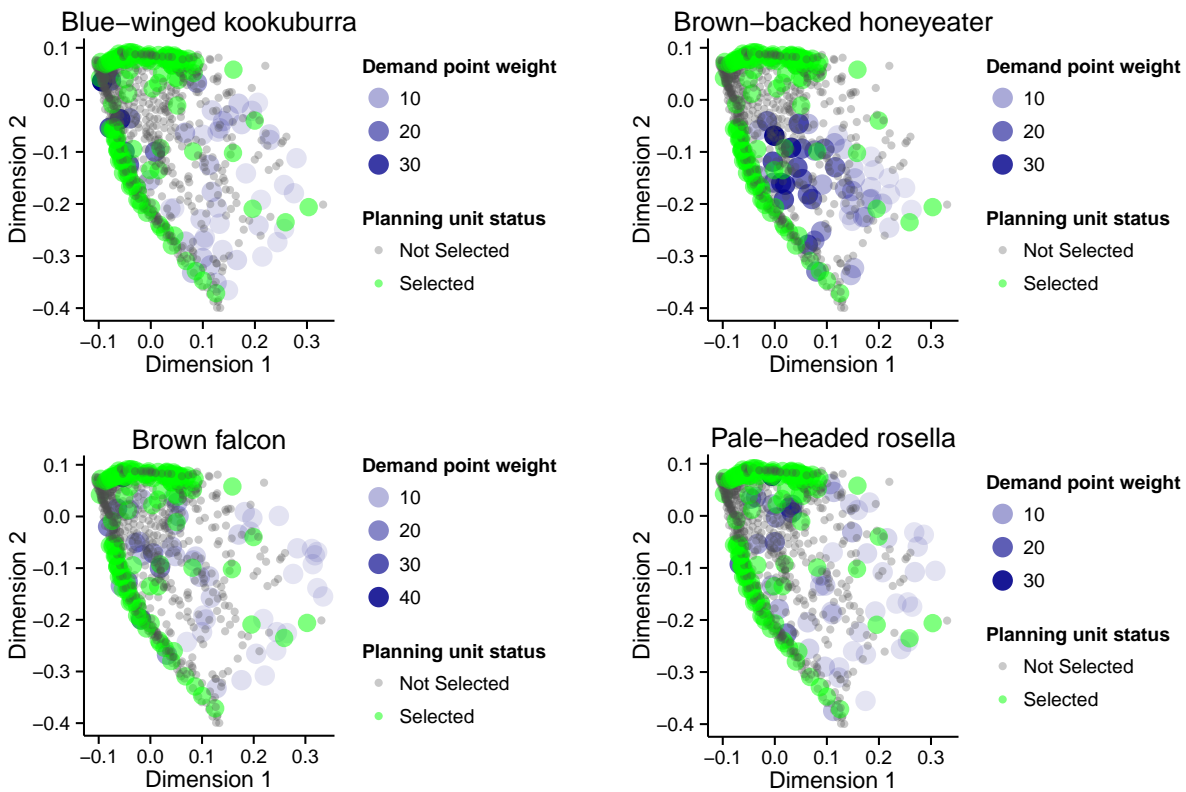 Blue−winged kookuburra
0.1
0.0
−0.1
−0.2
−0.3
−0.4
Dimension 2
−0.1 0.0 0.1 0.2 0.3
Dimension 1
Demand point weight
10
20
30
Planning unit status
Not Selected
Selected
Brown−backed honeyeater
0.1
0.0
−0.1
−0.2
−0.3
−0.4
Dimension 2
−0.1 0.0 0.1 0.2 0.3
Dimension 1
Demand point weight
10
20
30
Planning unit status
Not Selected
Selected
Brown falcon
0.1
0.0
−0.1
−0.2
−0.3
−0.4
Dimension 2
−0.1 0.0 0.1 0.2 0.3
Dimension 1
Demand point weight
10
20
30
40
Planning unit status
Not Selected
Selected
Pale−headed rosella
0.1
0.0
−0.1
−0.2
−0.3
−0.4
Dimension 2
−0.1 0.0 0.1 0.2 0.3
Dimension 1
Demand point weight
10
20
30
Planning unit status
Not Selected
Selected